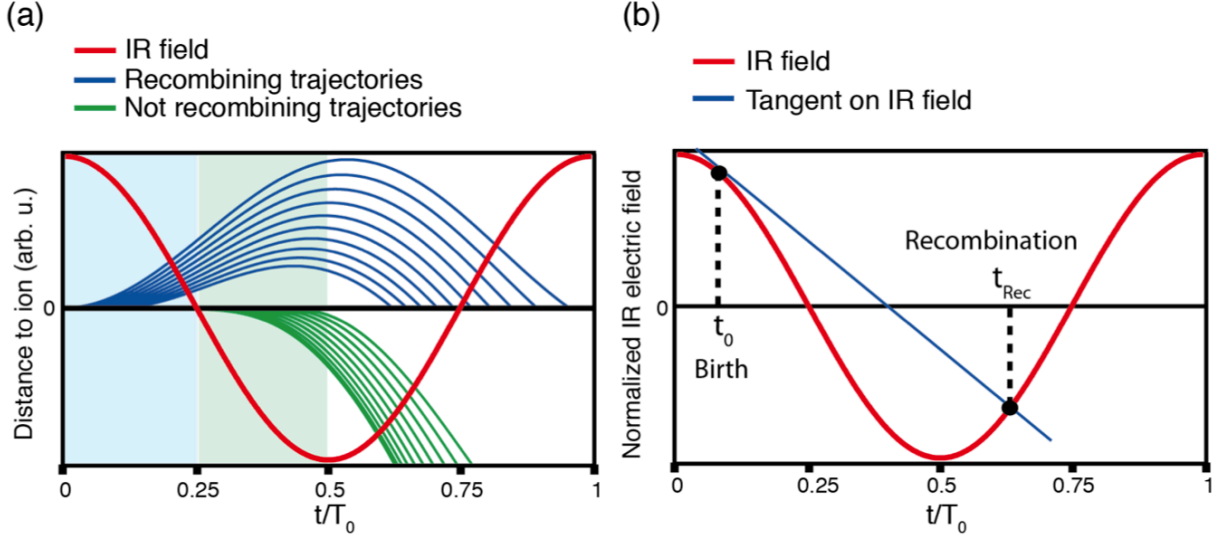 (a)
IR field
Recombining trajectories
Not recombining trajectories
Distance to ion (arb. u.)
0
0
0.25
0.5
0.75
1
t/T₀
(b)
IR field
Tangent on IR field
Normalized IR electric field
0
t₀
Birth
Recombination
t_Rec
0
0.25
0.5
0.75
1
t/T₀